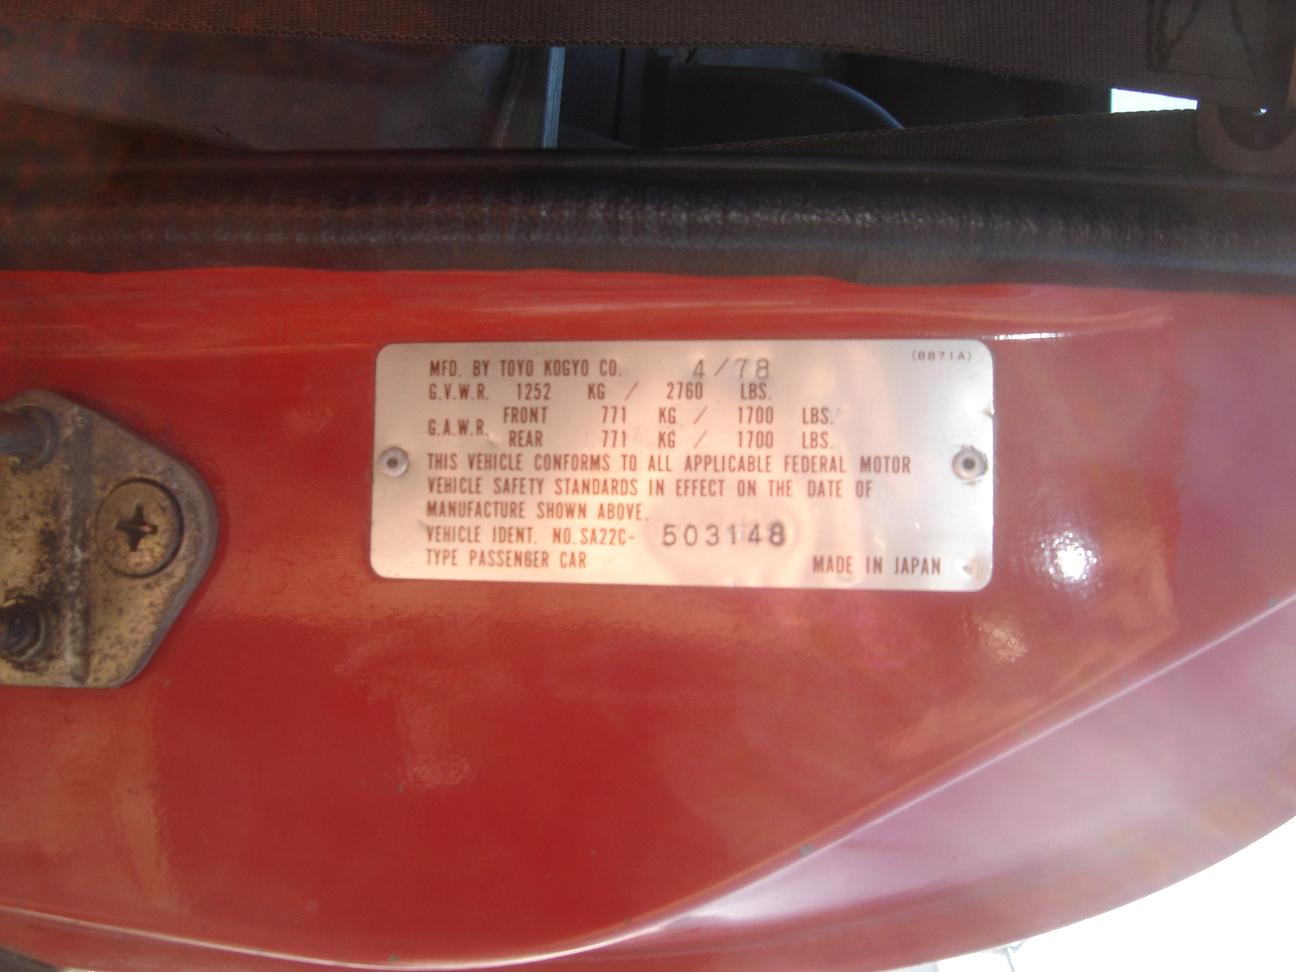 MFD. BY TOYO KOGYO CO. 4/78 (8871A)
G.V.W.R. 1252 KG / 2760 LBS.
G.A.W.R. FRONT 771 KG / 1700 LBS.
REAR 771 KG / 1700 LBS.
THIS VEHICLE CONFORMS TO ALL APPLICABLE FEDERAL MOTOR
VEHICLE SAFETY STANDARDS IN EFFECT ON THE DATE OF
MANUFACTURE SHOWN ABOVE.
VEHICLE IDENT. NO. SA22C- 503148
TYPE PASSENGER CAR MADE IN JAPAN